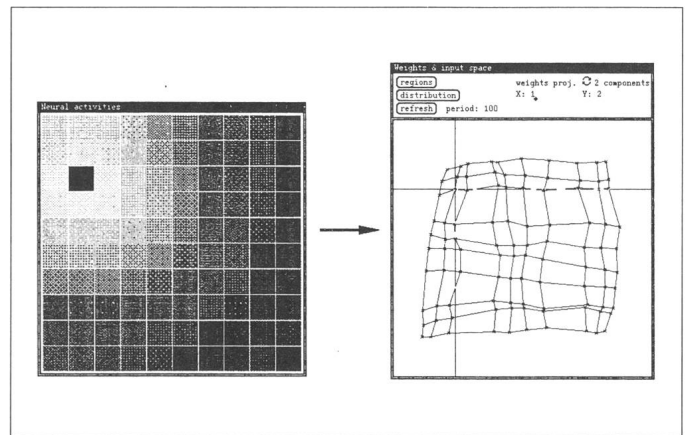 Neural activities
Weights & input space
regions
weights proj. 2 components
distribution
X: 1 Y: 2
refresh period: 100